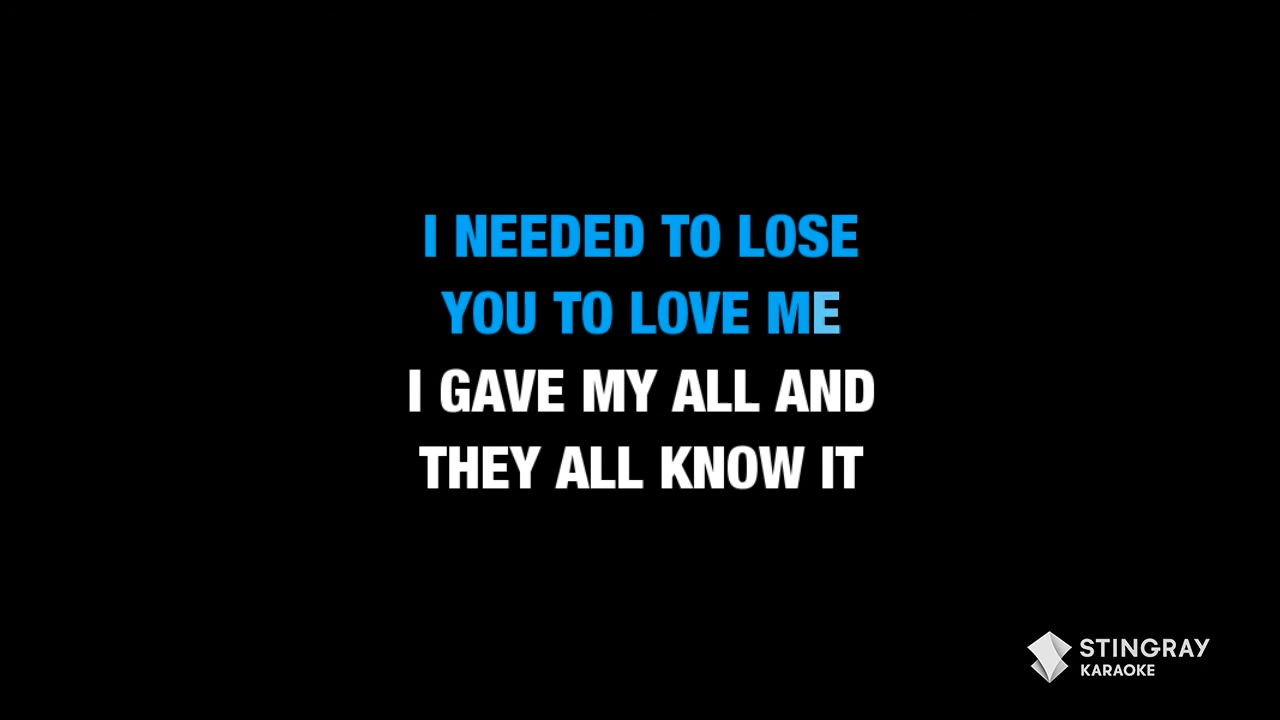 I NEEDED TO LOSE
YOU TO LOVE ME
I GAVE MY ALL AND
THEY ALL KNOW IT
STINGRAY
KARAOKE